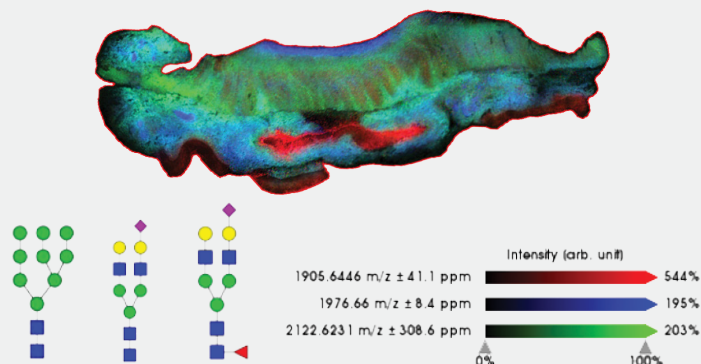 Intensity (arb. unit)
1905.6446 m/z ± 41.1 ppm 544%
1976.66 m/z ± 8.4 ppm 195%
2122.6231 m/z ± 308.6 ppm 203%
0% 100%